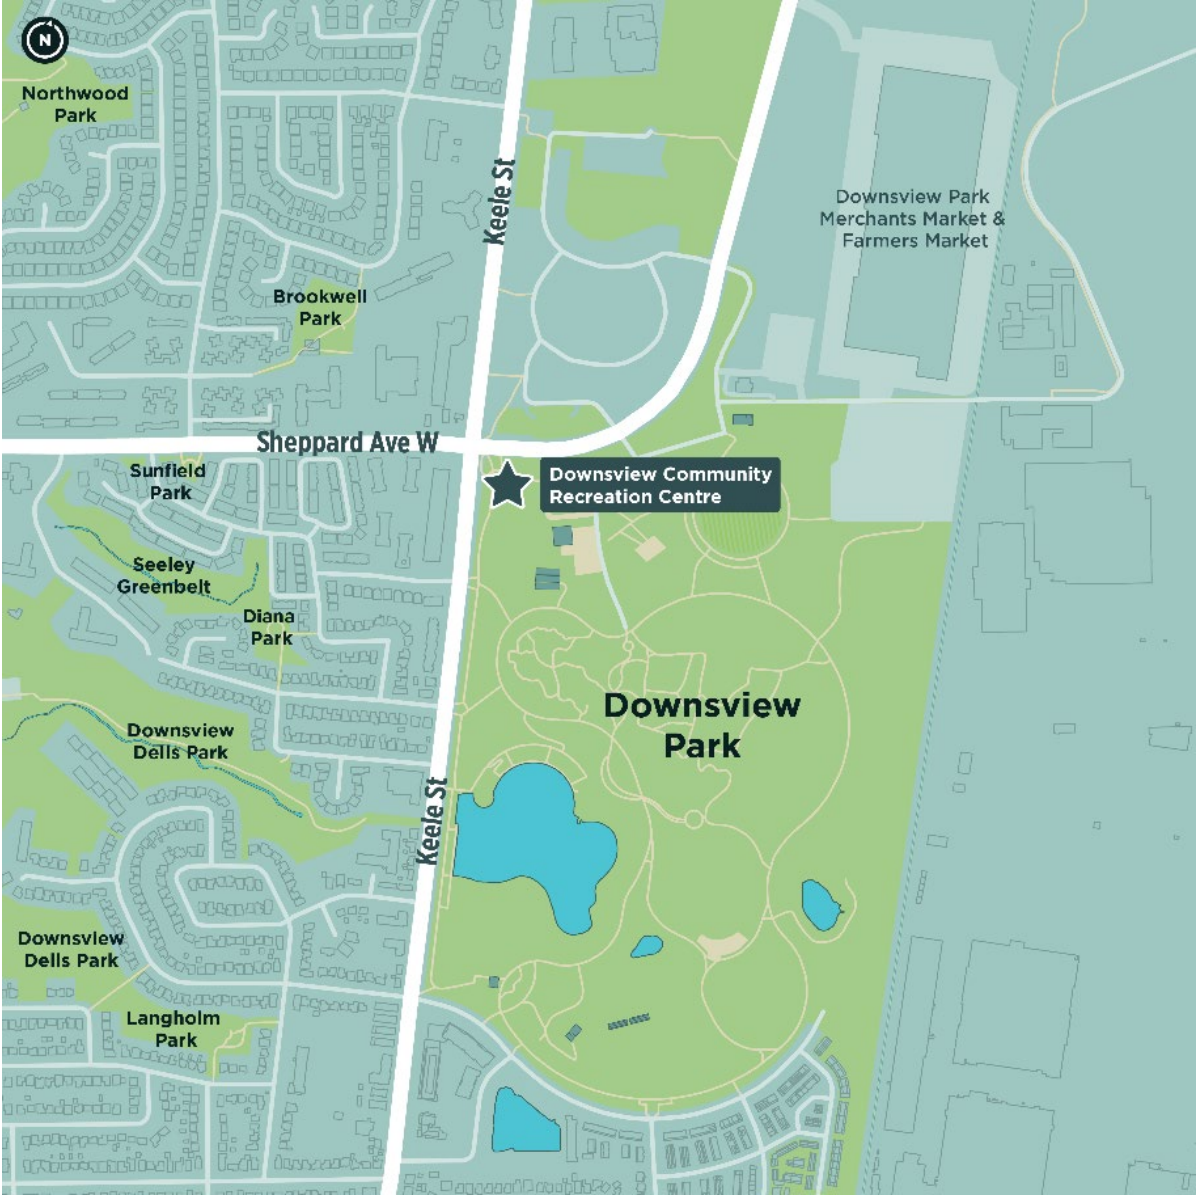 N
Northwood
Park
Keele St
Downsview Park
Merchants Market &
Farmers Market
Brookwell
Park
Sheppard Ave W
Sunfield
Park
Downsview Community
Recreation Centre
Seeley
Greenbelt
Diana
Park
Downsview
Park
Downsview
Dells Park
Keele St
Downsview
Dells Park
Langholm
Park